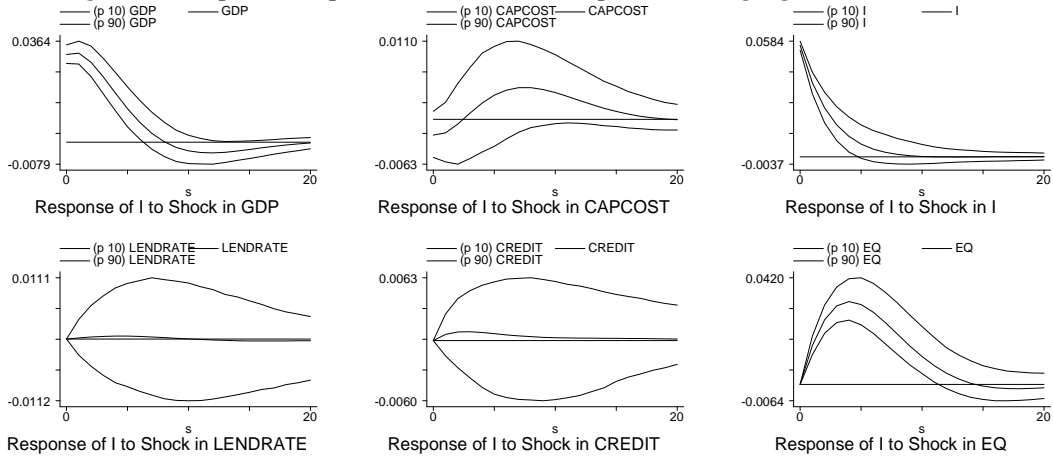 (p 10) GDP GDP
(p 90) GDP
0.0364
-0.0079
0 20
s
Response of I to Shock in GDP
(p 10) CAPCOST CAPCOST
(p 90) CAPCOST
0.0110
-0.0063
0 20
s
Response of I to Shock in CAPCOST
(p 10) I I
(p 90) I
0.0584
-0.0037
0 20
s
Response of I to Shock in I
(p 10) LENDRATE LENDRATE
(p 90) LENDRATE
0.0111
-0.0112
0 20
s
Response of I to Shock in LENDRATE
(p 10) CREDIT CREDIT
(p 90) CREDIT
0.0063
-0.0060
0 20
s
Response of I to Shock in CREDIT
(p 10) EQ EQ
(p 90) EQ
0.0420
-0.0064
0 20
s
Response of I to Shock in EQ